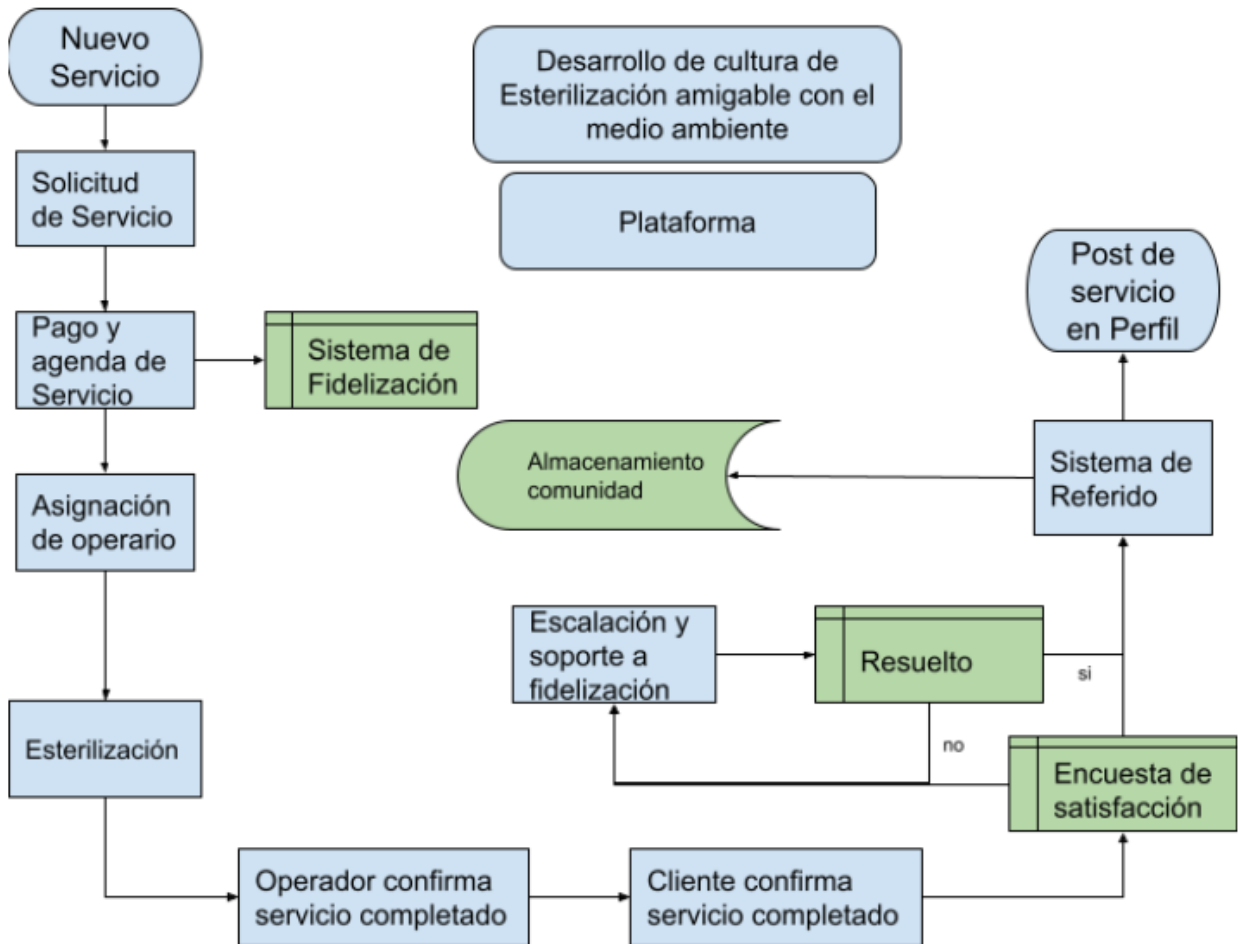 Nuevo
Servicio
Desarrollo de cultura de
Esterilización amigable con el
medio ambiente
Solicitud
de Servicio
Plataforma
Post de
servicio
en Perfil
Pago y
agenda de
Servicio
Sistema de
Fidelización
Almacenamiento
comunidad
Sistema de
Referido
Asignación
de operario
Escalación y
soporte a
fidelización
Resuelto
si
no
Esterilización
Encuesta de
satisfacción
Operador confirma
servicio completado
Cliente confirma
servicio completado